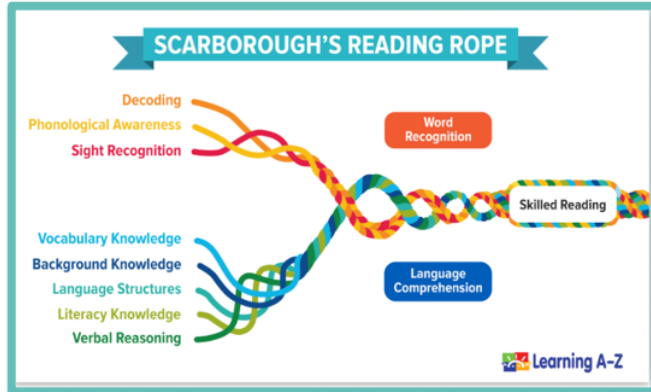 SCARBOROUGH'S READING ROPE
Decoding
Phonological Awareness
Sight Recognition
Word
Recognition
Skilled Reading
Vocabulary Knowledge
Background Knowledge
Language Structures
Literacy Knowledge
Verbal Reasoning
Language
Comprehension
Learning A-Z